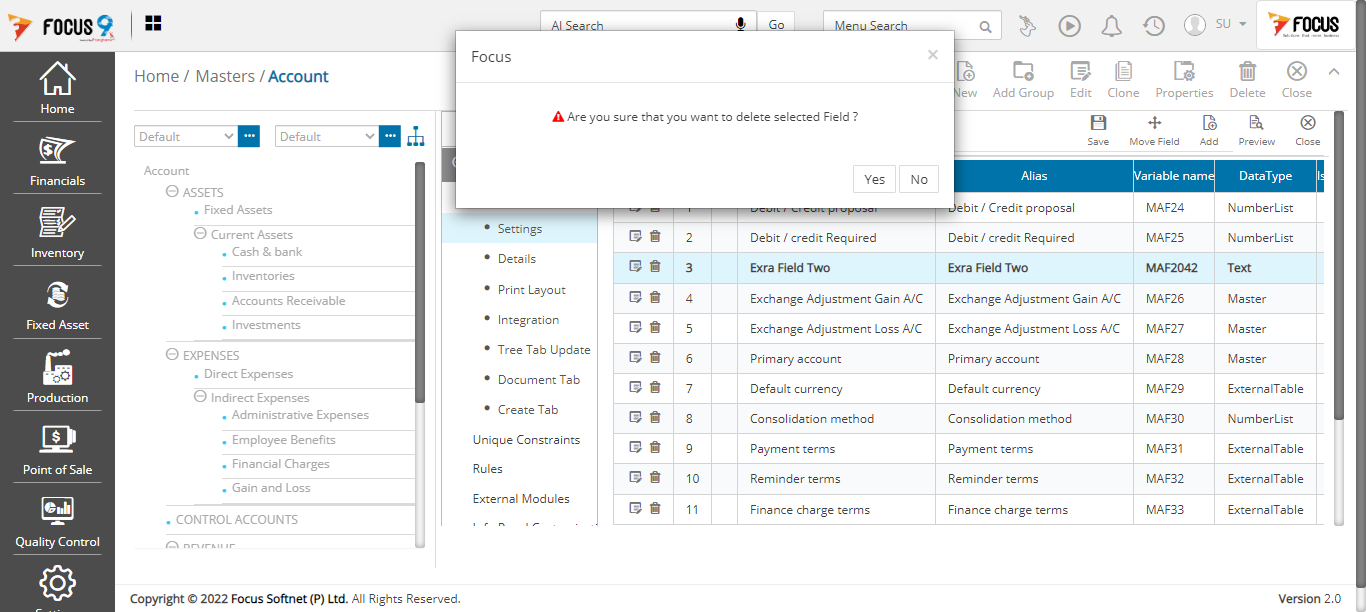 FOCUS 9
AI Search
Go
Menu Search
SU
FOCUS
Home
Financials
Inventory
Fixed Asset
Production
Point of Sale
Quality Control
Home / Masters / Account
New
Add Group
Edit
Clone
Properties
Delete
Close
Focus
×
Are you sure that you want to delete selected Field ?
Yes
No
Default
Default
Account
ASSETS
Fixed Assets
Current Assets
Cash & bank
Inventories
Accounts Receivable
Investments
EXPENSES
Direct Expenses
Indirect Expenses
Administrative Expenses
Employee Benefits
Financial Charges
Gain and Loss
CONTROL ACCOUNTS
REVENUE
Settings
Details
Print Layout
Integration
Tree Tab Update
Document Tab
Create Tab
Unique Constraints
Rules
External Modules
Save
Move Field
Add
Preview
Close
Alias Variable name DataType Is
1 Debit / Credit proposal Debit / Credit proposal MAF24 NumberList
2 Debit / credit Required Debit / credit Required MAF25 NumberList
3 Exra Field Two Exra Field Two MAF2042 Text
4 Exchange Adjustment Gain A/C Exchange Adjustment Gain A/C MAF26 Master
5 Exchange Adjustment Loss A/C Exchange Adjustment Loss A/C MAF27 Master
6 Primary account Primary account MAF28 Master
7 Default currency Default currency MAF29 ExternalTable
8 Consolidation method Consolidation method MAF30 NumberList
9 Payment terms Payment terms MAF31 ExternalTable
10 Reminder terms Reminder terms MAF32 ExternalTable
11 Finance charge terms Finance charge terms MAF33 ExternalTable
Copyright © 2022 Focus Softnet (P) Ltd. All Rights Reserved.
Version 2.0